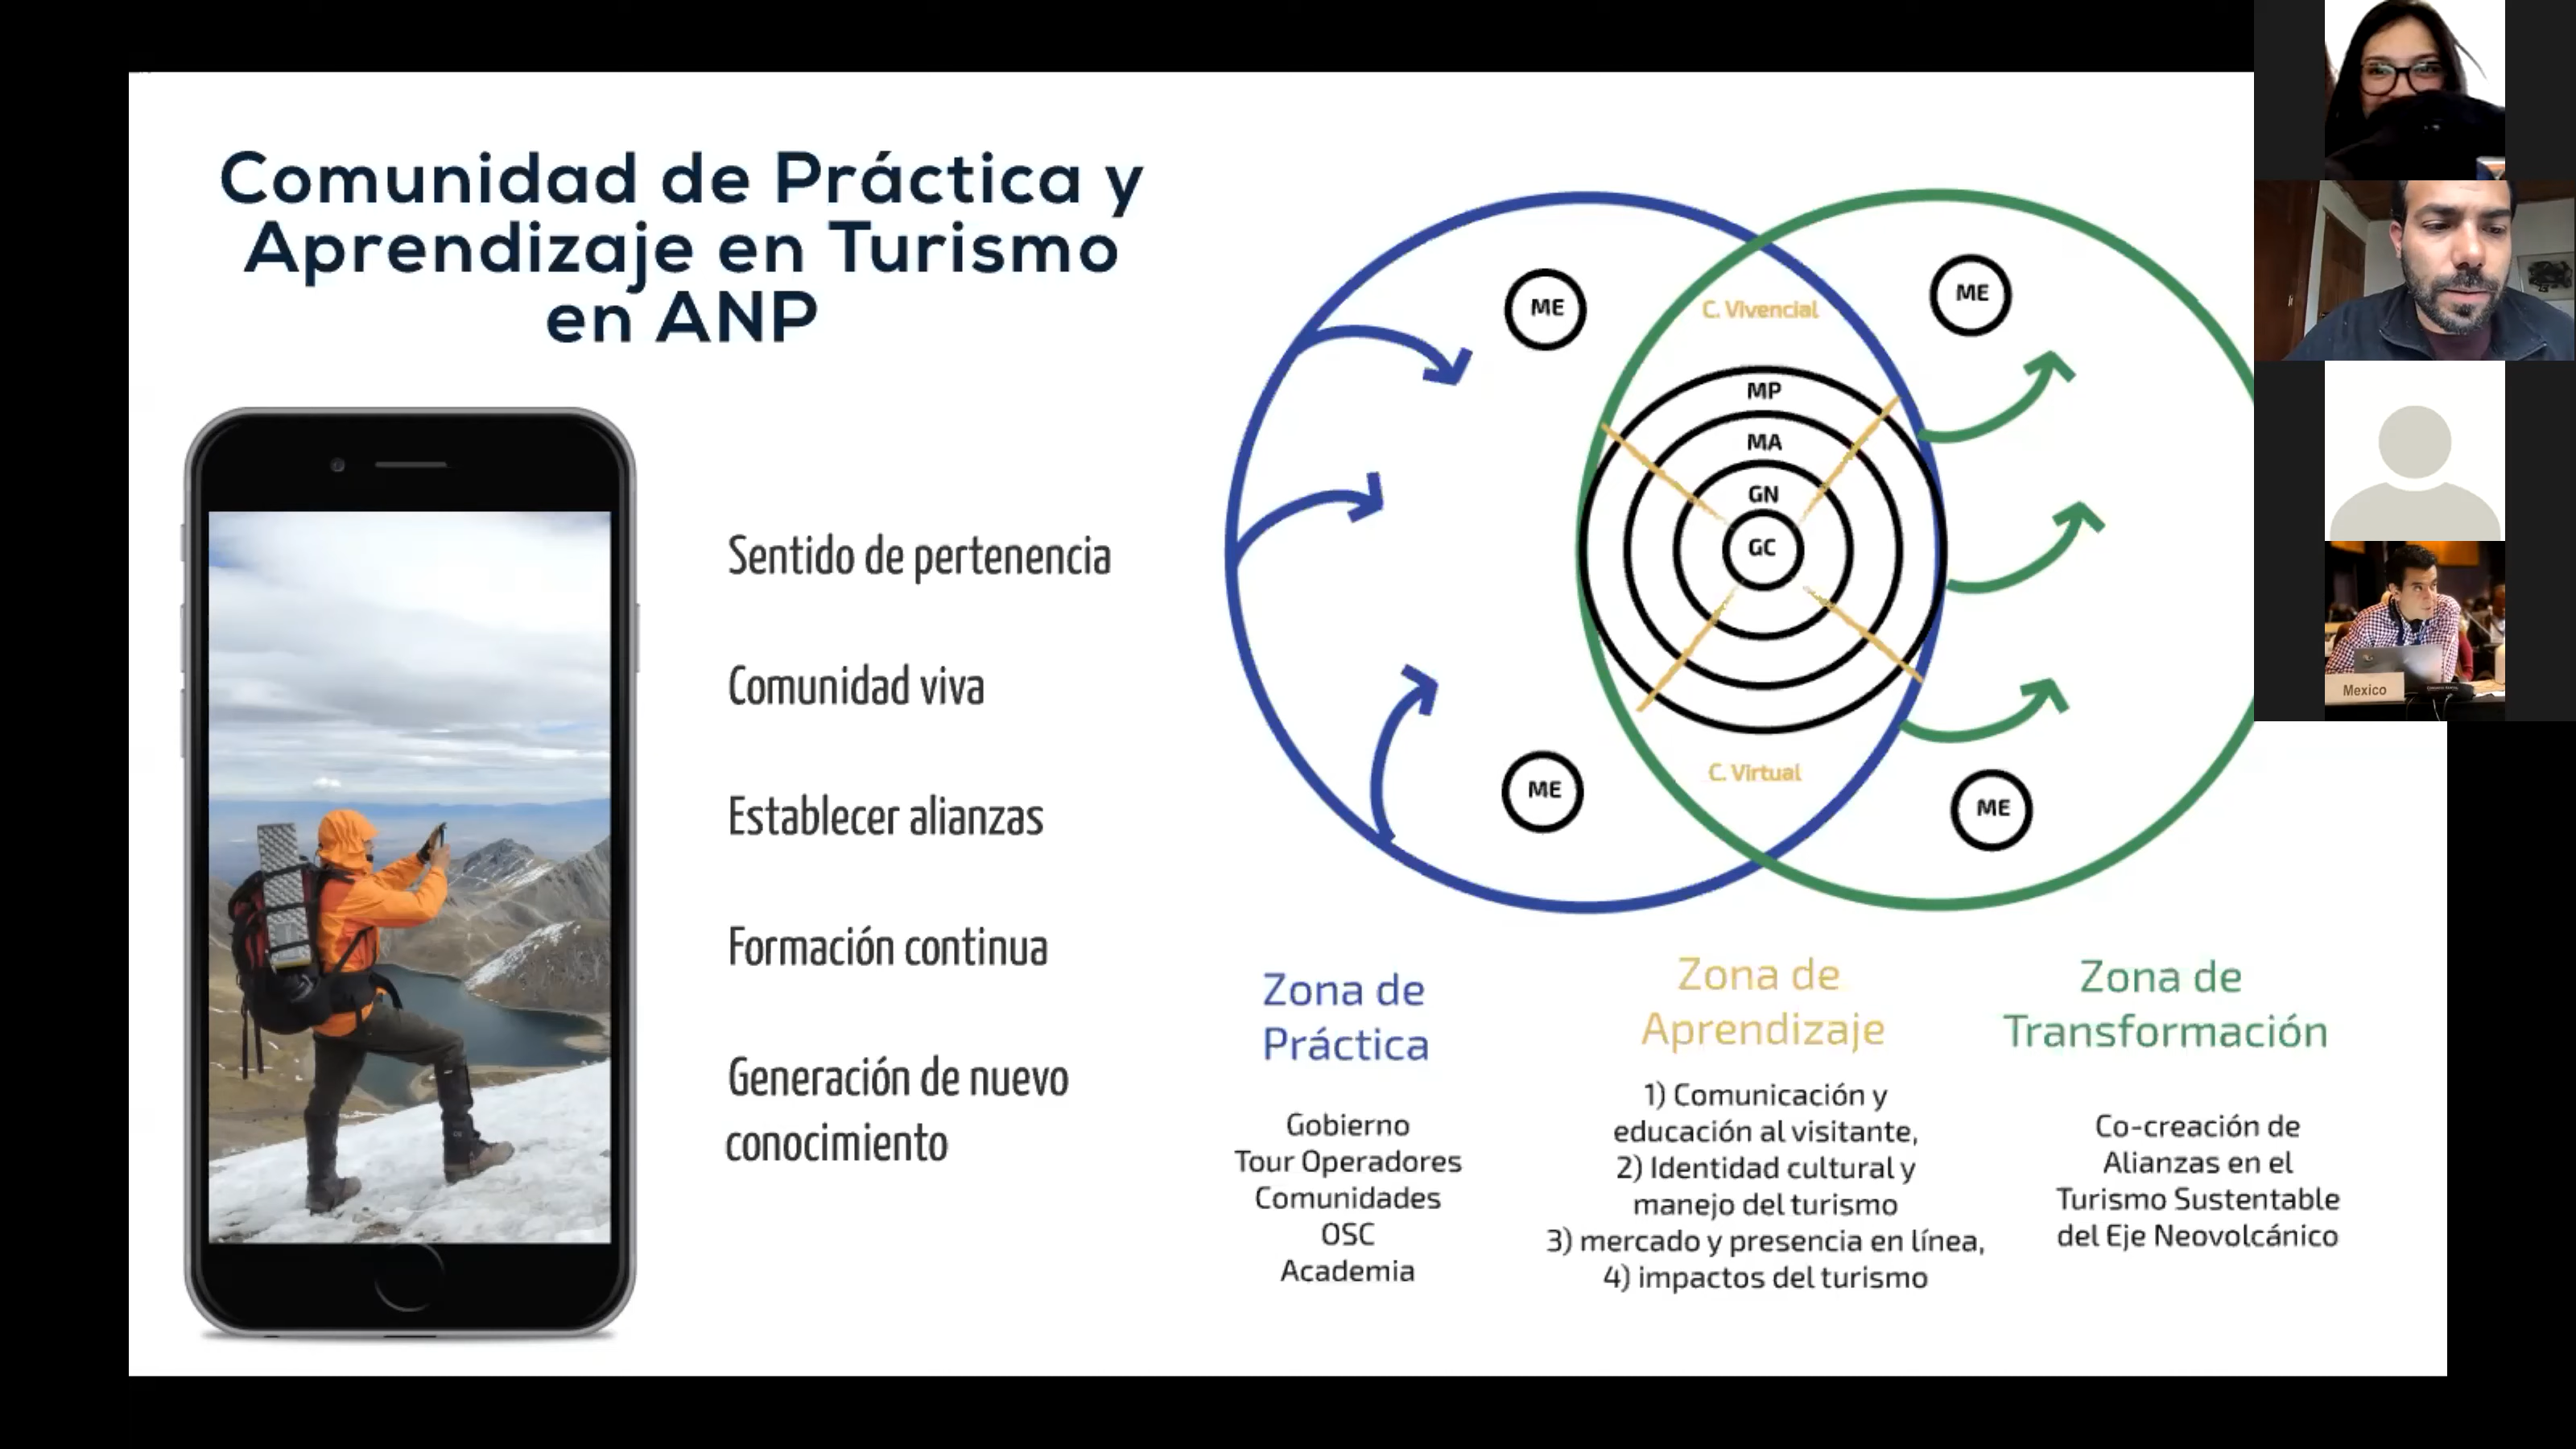 Comunidad de Práctica y
Aprendizaje en Turismo
en ANP
Sentido de pertenencia
Comunidad viva
Establecer alianzas
Formación continua
Generación de nuevo
conocimiento
ME
C. Vivencial
ME
MP
MA
GN
GC
C. Virtual
ME
ME
Zona de
Práctica
Gobierno
Tour Operadores
Comunidades
OSC
Academia
Zona de
Aprendizaje
1) Comunicación y
educación al visitante,
2) Identidad cultural y
manejo del turismo
3) mercado y presencia en línea,
4) impactos del turismo
Zona de
Transformación
Co-creación de
Alianzas en el
Turismo Sustentable
del Eje Neovolcánico
Mexico